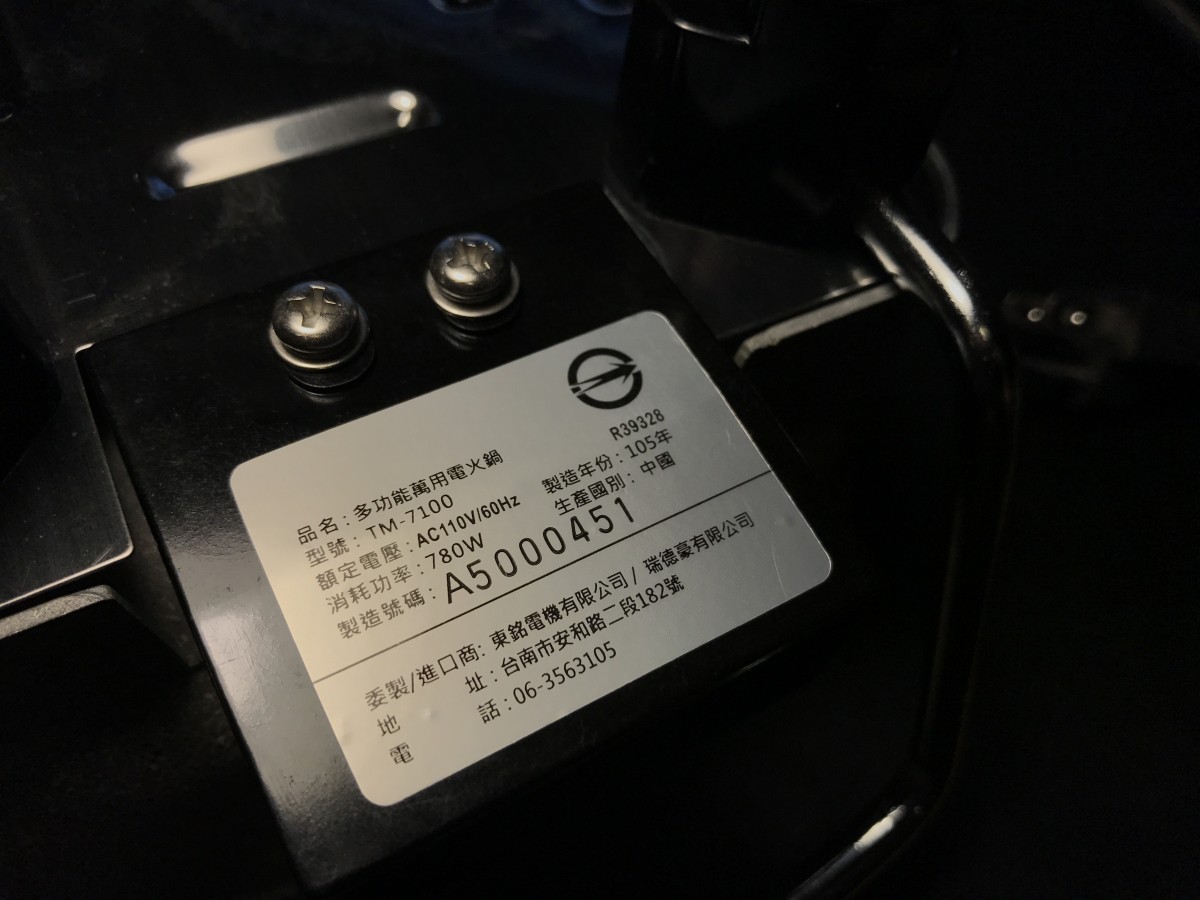 R39328
品名:多功能萬用電火鍋
型號:TM-7100
額定電壓:AC110V/60Hz 製造年份:105年
消耗功率:780W 生產國別:中國
製造號碼:A5000451
委製/進口商:東銘電機有限公司/瑞德豪有限公司
地 址:台南市安和路二段182號
電 話:06-3563105